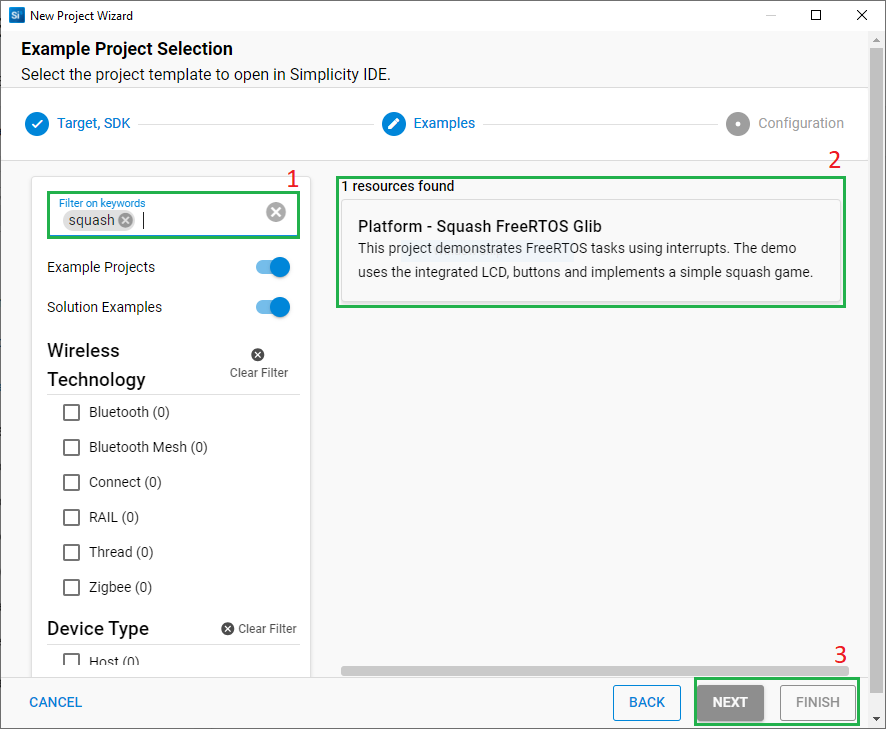 Si New Project Wizard
Example Project Selection
Select the project template to open in Simplicity IDE.
Target, SDK
Examples
Configuration
1
2
Filter on keywords
squash
Example Projects
Solution Examples
Wireless
Technology
Clear Filter
Bluetooth (0)
Bluetooth Mesh (0)
Connect (0)
RAIL (0)
Thread (0)
Zigbee (0)
Device Type
Clear Filter
Host (0)
1 resources found
Platform - Squash FreeRTOS Glib
This project demonstrates FreeRTOS tasks using interrupts. The demo
uses the integrated LCD, buttons and implements a simple squash game.
3
CANCEL
BACK
NEXT
FINISH